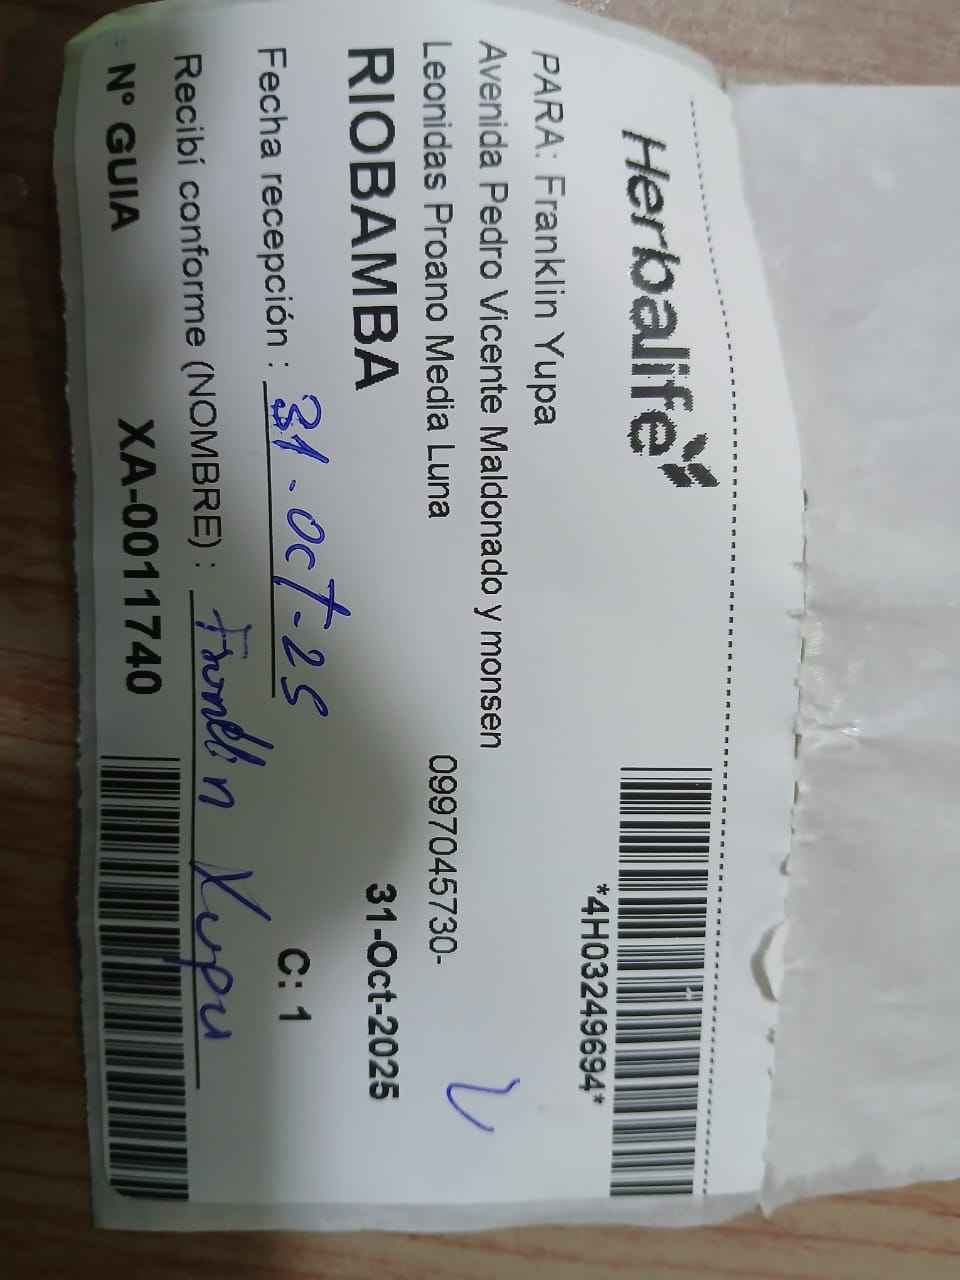 Herbalife
*4H03249694*
PARA: Franklin Yupa
Avenida Pedro Vicente Maldonado y monsen
Leonidas Proano Media Luna 0997045730-
RIOBAMBA 31-Oct-2025
Fecha recepción : 31-oct-25 C: 1
Recibí conforme (NOMBRE) : Franklin Yupa
N° GUIA XA-0011740